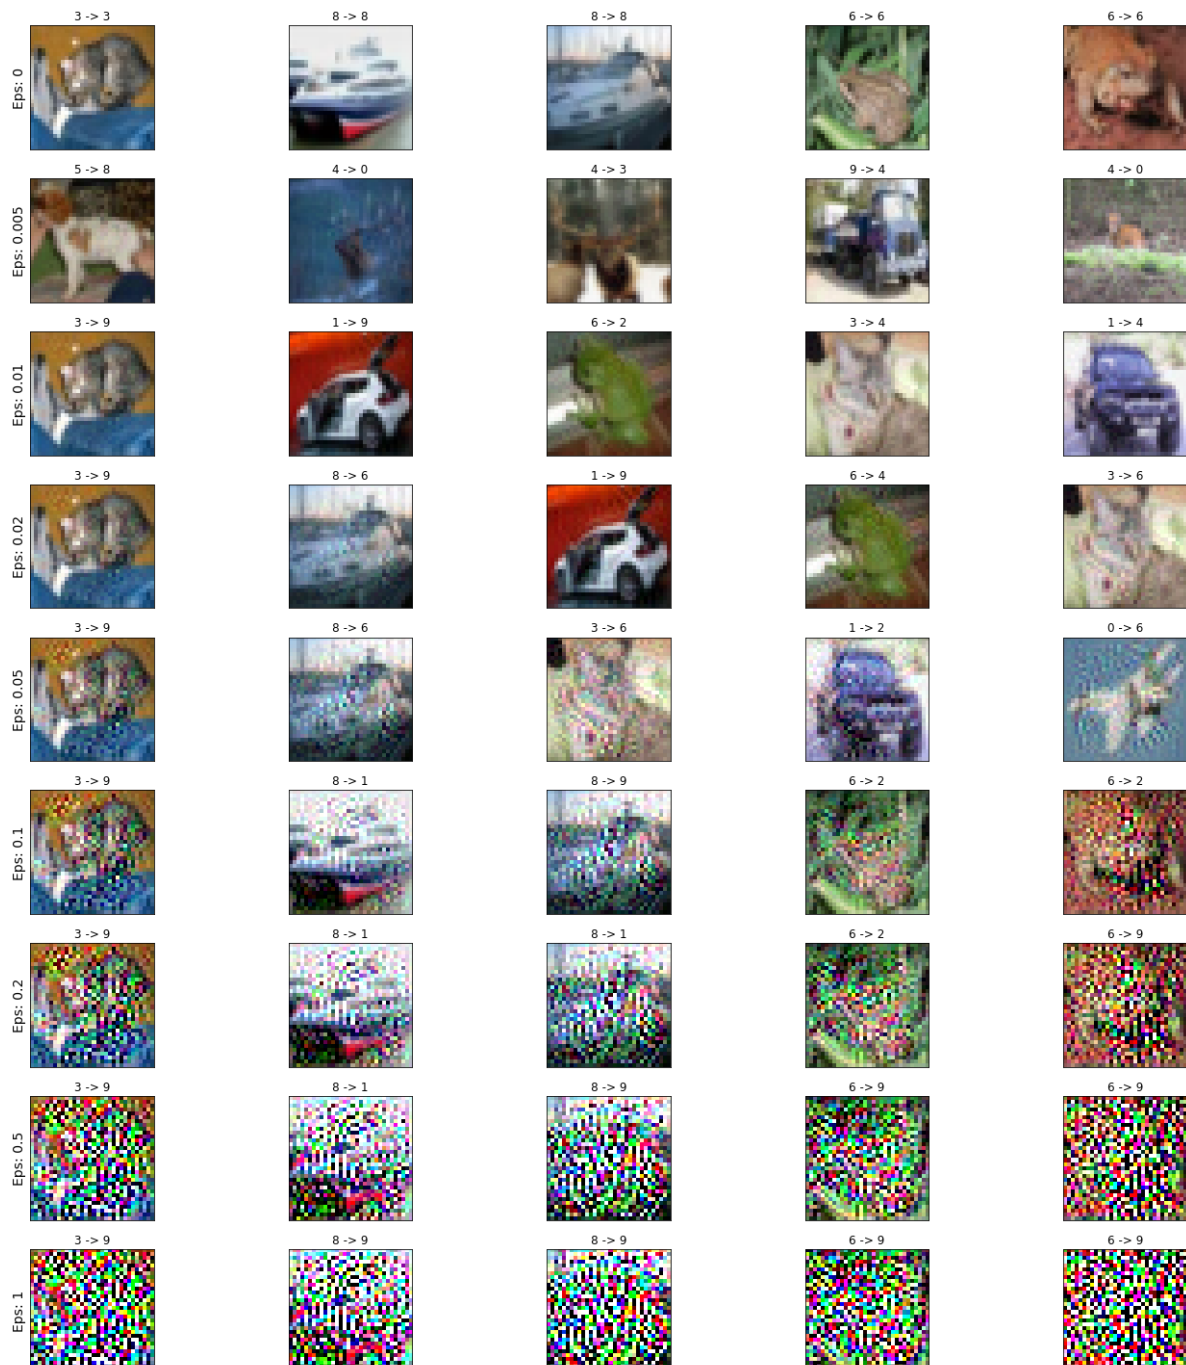 3 -> 3 8 -> 8 8 -> 8 6 -> 6 6 -> 6
Eps: 0
5 -> 8 4 -> 0 4 -> 3 9 -> 4 4 -> 0
Eps: 0.005
3 -> 9 1 -> 9 6 -> 2 3 -> 4 1 -> 4
Eps: 0.01
3 -> 9 8 -> 6 1 -> 9 6 -> 4 3 -> 6
Eps: 0.02
3 -> 9 8 -> 6 3 -> 6 1 -> 2 0 -> 6
Eps: 0.05
3 -> 9 8 -> 1 8 -> 9 6 -> 2 6 -> 2
Eps: 0.1
3 -> 9 8 -> 1 8 -> 1 6 -> 2 6 -> 9
Eps: 0.2
3 -> 9 8 -> 1 8 -> 9 6 -> 9 6 -> 9
Eps: 0.5
3 -> 9 8 -> 9 8 -> 9 6 -> 9 6 -> 9
Eps: 1